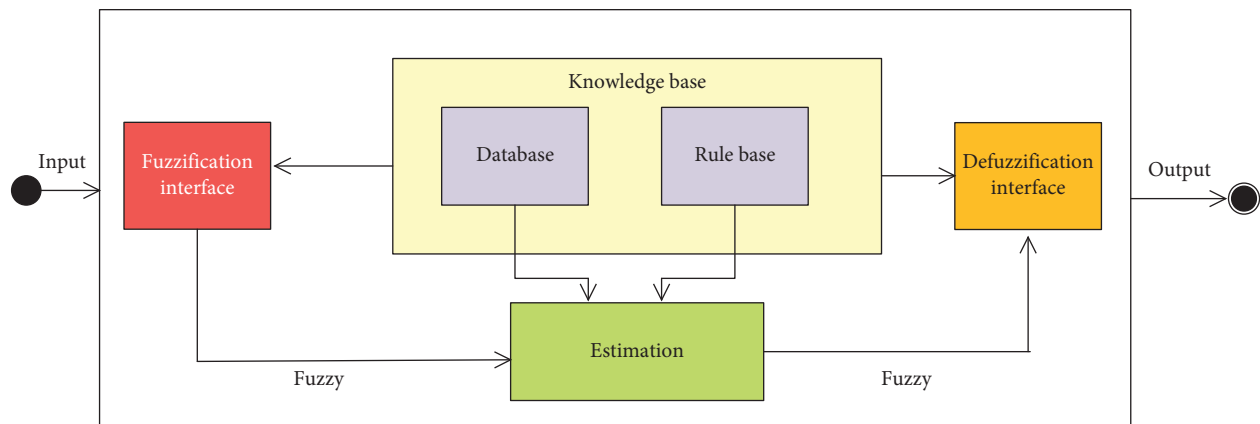 Input
Fuzzification
interface
Knowledge base
Database
Rule base
Defuzzification
interface
Output
Estimation
Fuzzy
Fuzzy